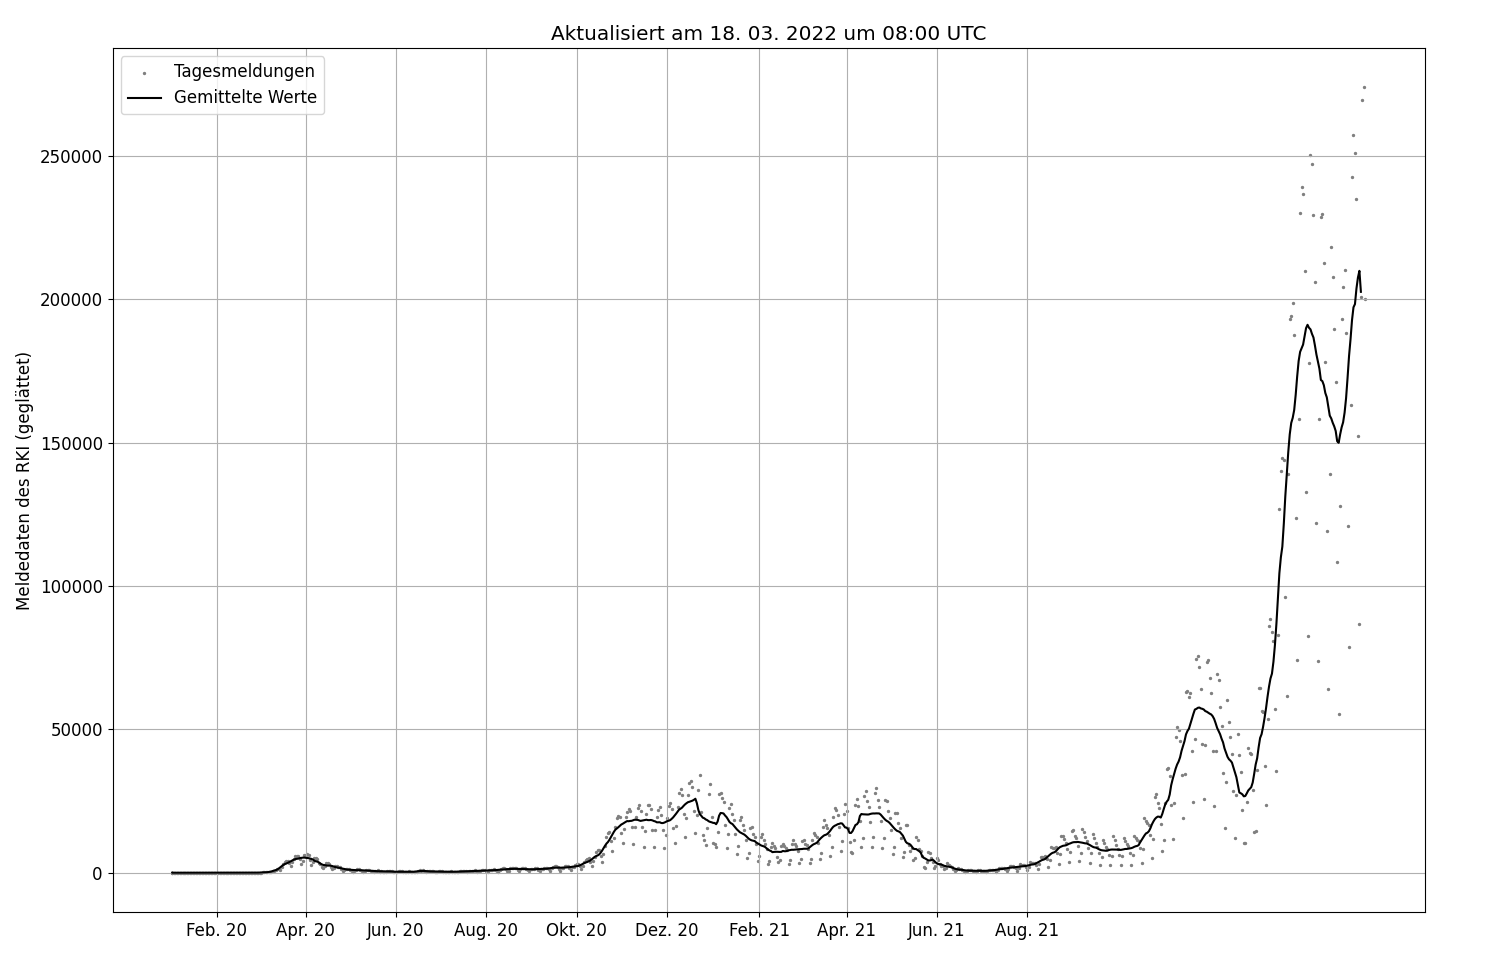 Aktualisiert am 18. 03. 2022 um 08:00 UTC
Tagesmeldungen
Gemittelte Werte
Meldedaten des RKI (geglättet)
250000
200000
150000
100000
50000
0
Feb. 20 Apr. 20 Jun. 20 Aug. 20 Okt. 20 Dez. 20 Feb. 21 Apr. 21 Jun. 21 Aug. 21